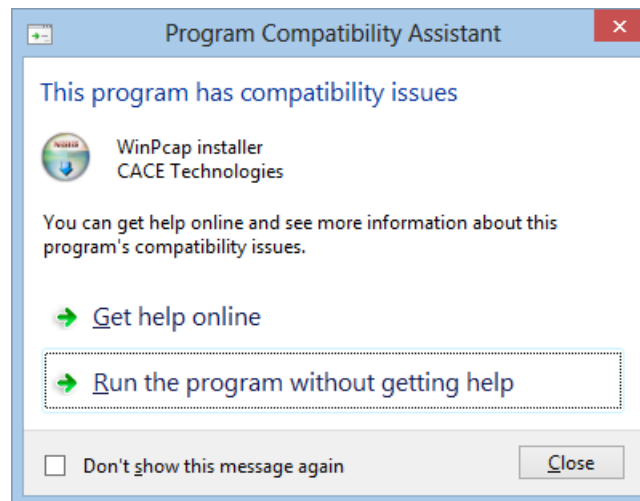 Program Compatibility Assistant
This program has compatibility issues
WinPcap installer
CACE Technologies
You can get help online and see more information about this
program's compatibility issues.
Get help online
Run the program without getting help
Don't show this message again
Close